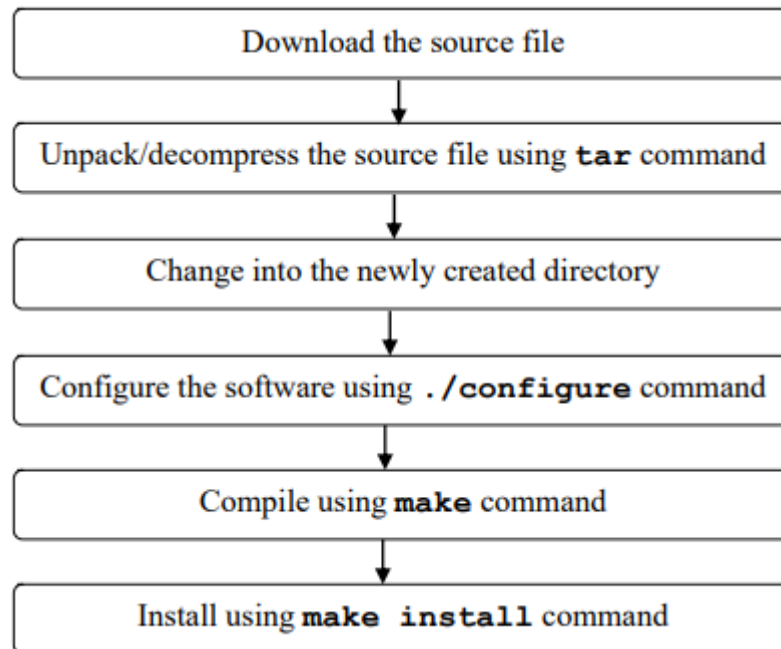 Download the source file
Unpack/decompress the source file using tar command
Change into the newly created directory
Configure the software using ./configure command
Compile using make command
Install using make install command